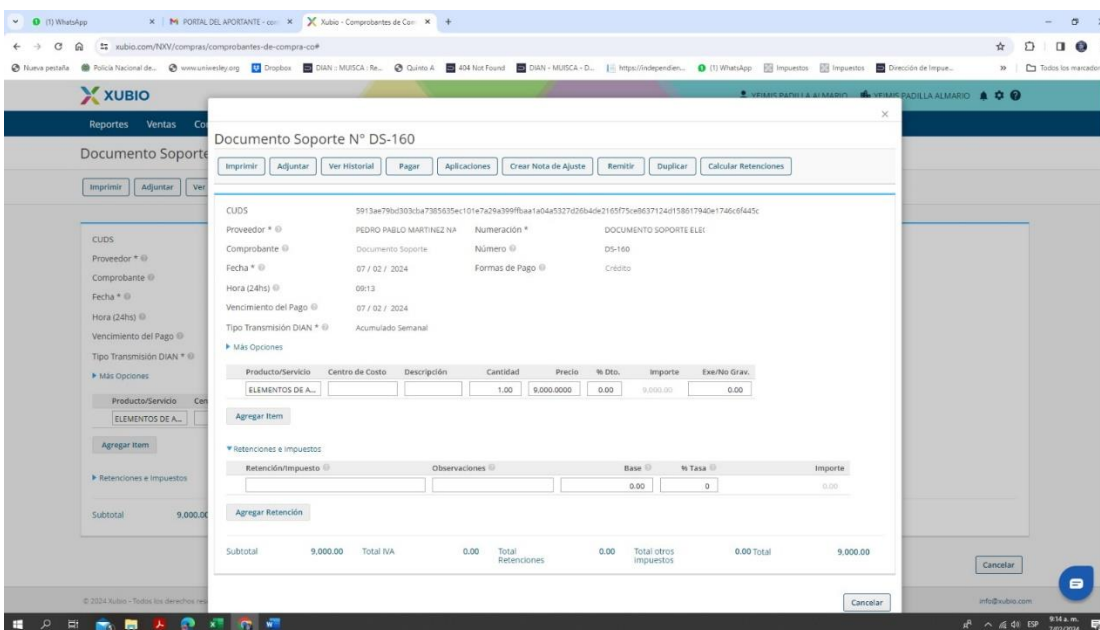 (1) WhatsApp
PORTAL DEL APORTANTE - con
Xubio - Comprobantes de Com
xubio.com/NXV/compras/comprobantes-de-compra-co#
Nueva pestaña Policía Nacional de... www.uniwesley.org Dropbox DIAN :: MUISCA : Re... Quinto A 404 Not Found DIAN - MUISCA - D... https://independien... (1) WhatsApp Impuestos Impuestos Dirección de Impue... Todos los marcadores
XUBIO
YEIMIS PADILLA ALMARIO YEIMIS PADILLA ALMARIO
Reportes Ventas Co
Documento Soporte
Imprimir Adjuntar Ver
CUDS
Proveedor *
Comprobante
Fecha *
Hora (24hs)
Vencimiento del Pago
Tipo Transmisión DIAN *
Más Opciones
Producto/Servicio Cen
ELEMENTOS DE A...
Agregar Item
Retenciones e Impuestos
Subtotal 9,000.00
Documento Soporte N° DS-160
Imprimir Adjuntar Ver Historial Pagar Aplicaciones Crear Nota de Ajuste Remitir Duplicar Calcular Retenciones
CUDS
Proveedor * PEDRO PABLO MARTINEZ NA Numeración * DOCUMENTO SOPORTE ELEC
Comprobante Documento Soporte Número DS-160
Fecha * 07 / 02 / 2024 Formas de Pago Crédito
Hora (24hs) 09:13
Vencimiento del Pago 07 / 02 / 2024
Tipo Transmisión DIAN * Acumulado Semanal
Más Opciones
Producto/Servicio Centro de Costo Descripción Cantidad Precio % Dto. Importe Exe/No Grav.
ELEMENTOS DE A... 1.00 9,000.0000 0.00 9,000.00 0.00
Agregar Item
Retenciones e Impuestos
Retención/Impuesto Observaciones Base % Tasa Importe
0.00 0 0.00
Agregar Retención
Subtotal 9,000.00 Total IVA 0.00 Total Retenciones 0.00 Total otros impuestos 0.00 Total 9,000.00
Cancelar
Cancelar
© 2024 Xubio - Todos los derechos res
info@xubio.com
ESP 9:14 a. m.
7/02/2024